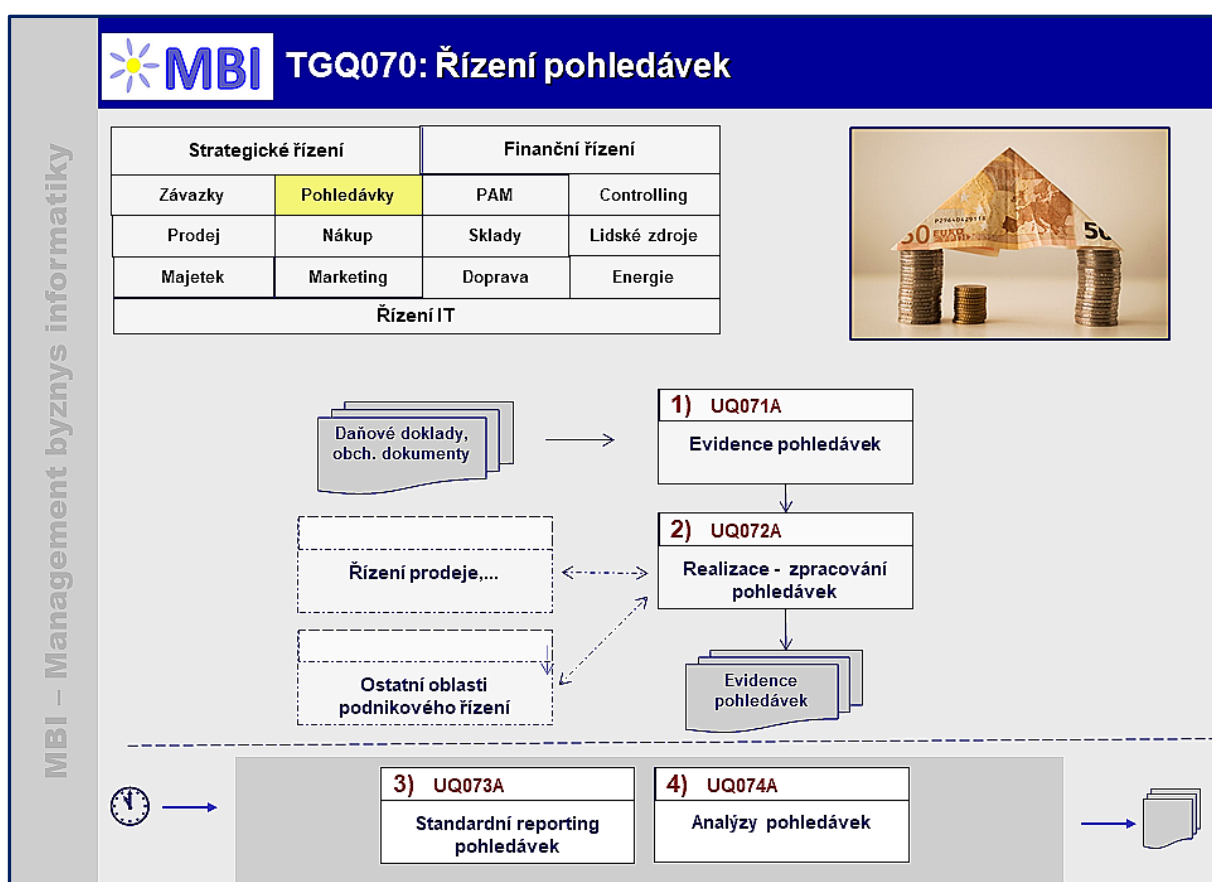 MBI – Management byznys informatiky
MBI
TGQ070: Řízení pohledávek
Strategické řízení
Finanční řízení
Závazky
Pohledávky
PAM
Controlling
Prodej
Nákup
Sklady
Lidské zdroje
Majetek
Marketing
Doprava
Energie
Řízení IT
50 EURO
50
Daňové doklady,
obch. dokumenty
1) UQ071A
Evidence pohledávek
2) UQ072A
Realizace - zpracování
pohledávek
Řízení prodeje,...
Ostatní oblasti
podnikového řízení
Evidence
pohledávek
3) UQ073A
Standardní reporting
pohledávek
4) UQ074A
Analýzy pohledávek